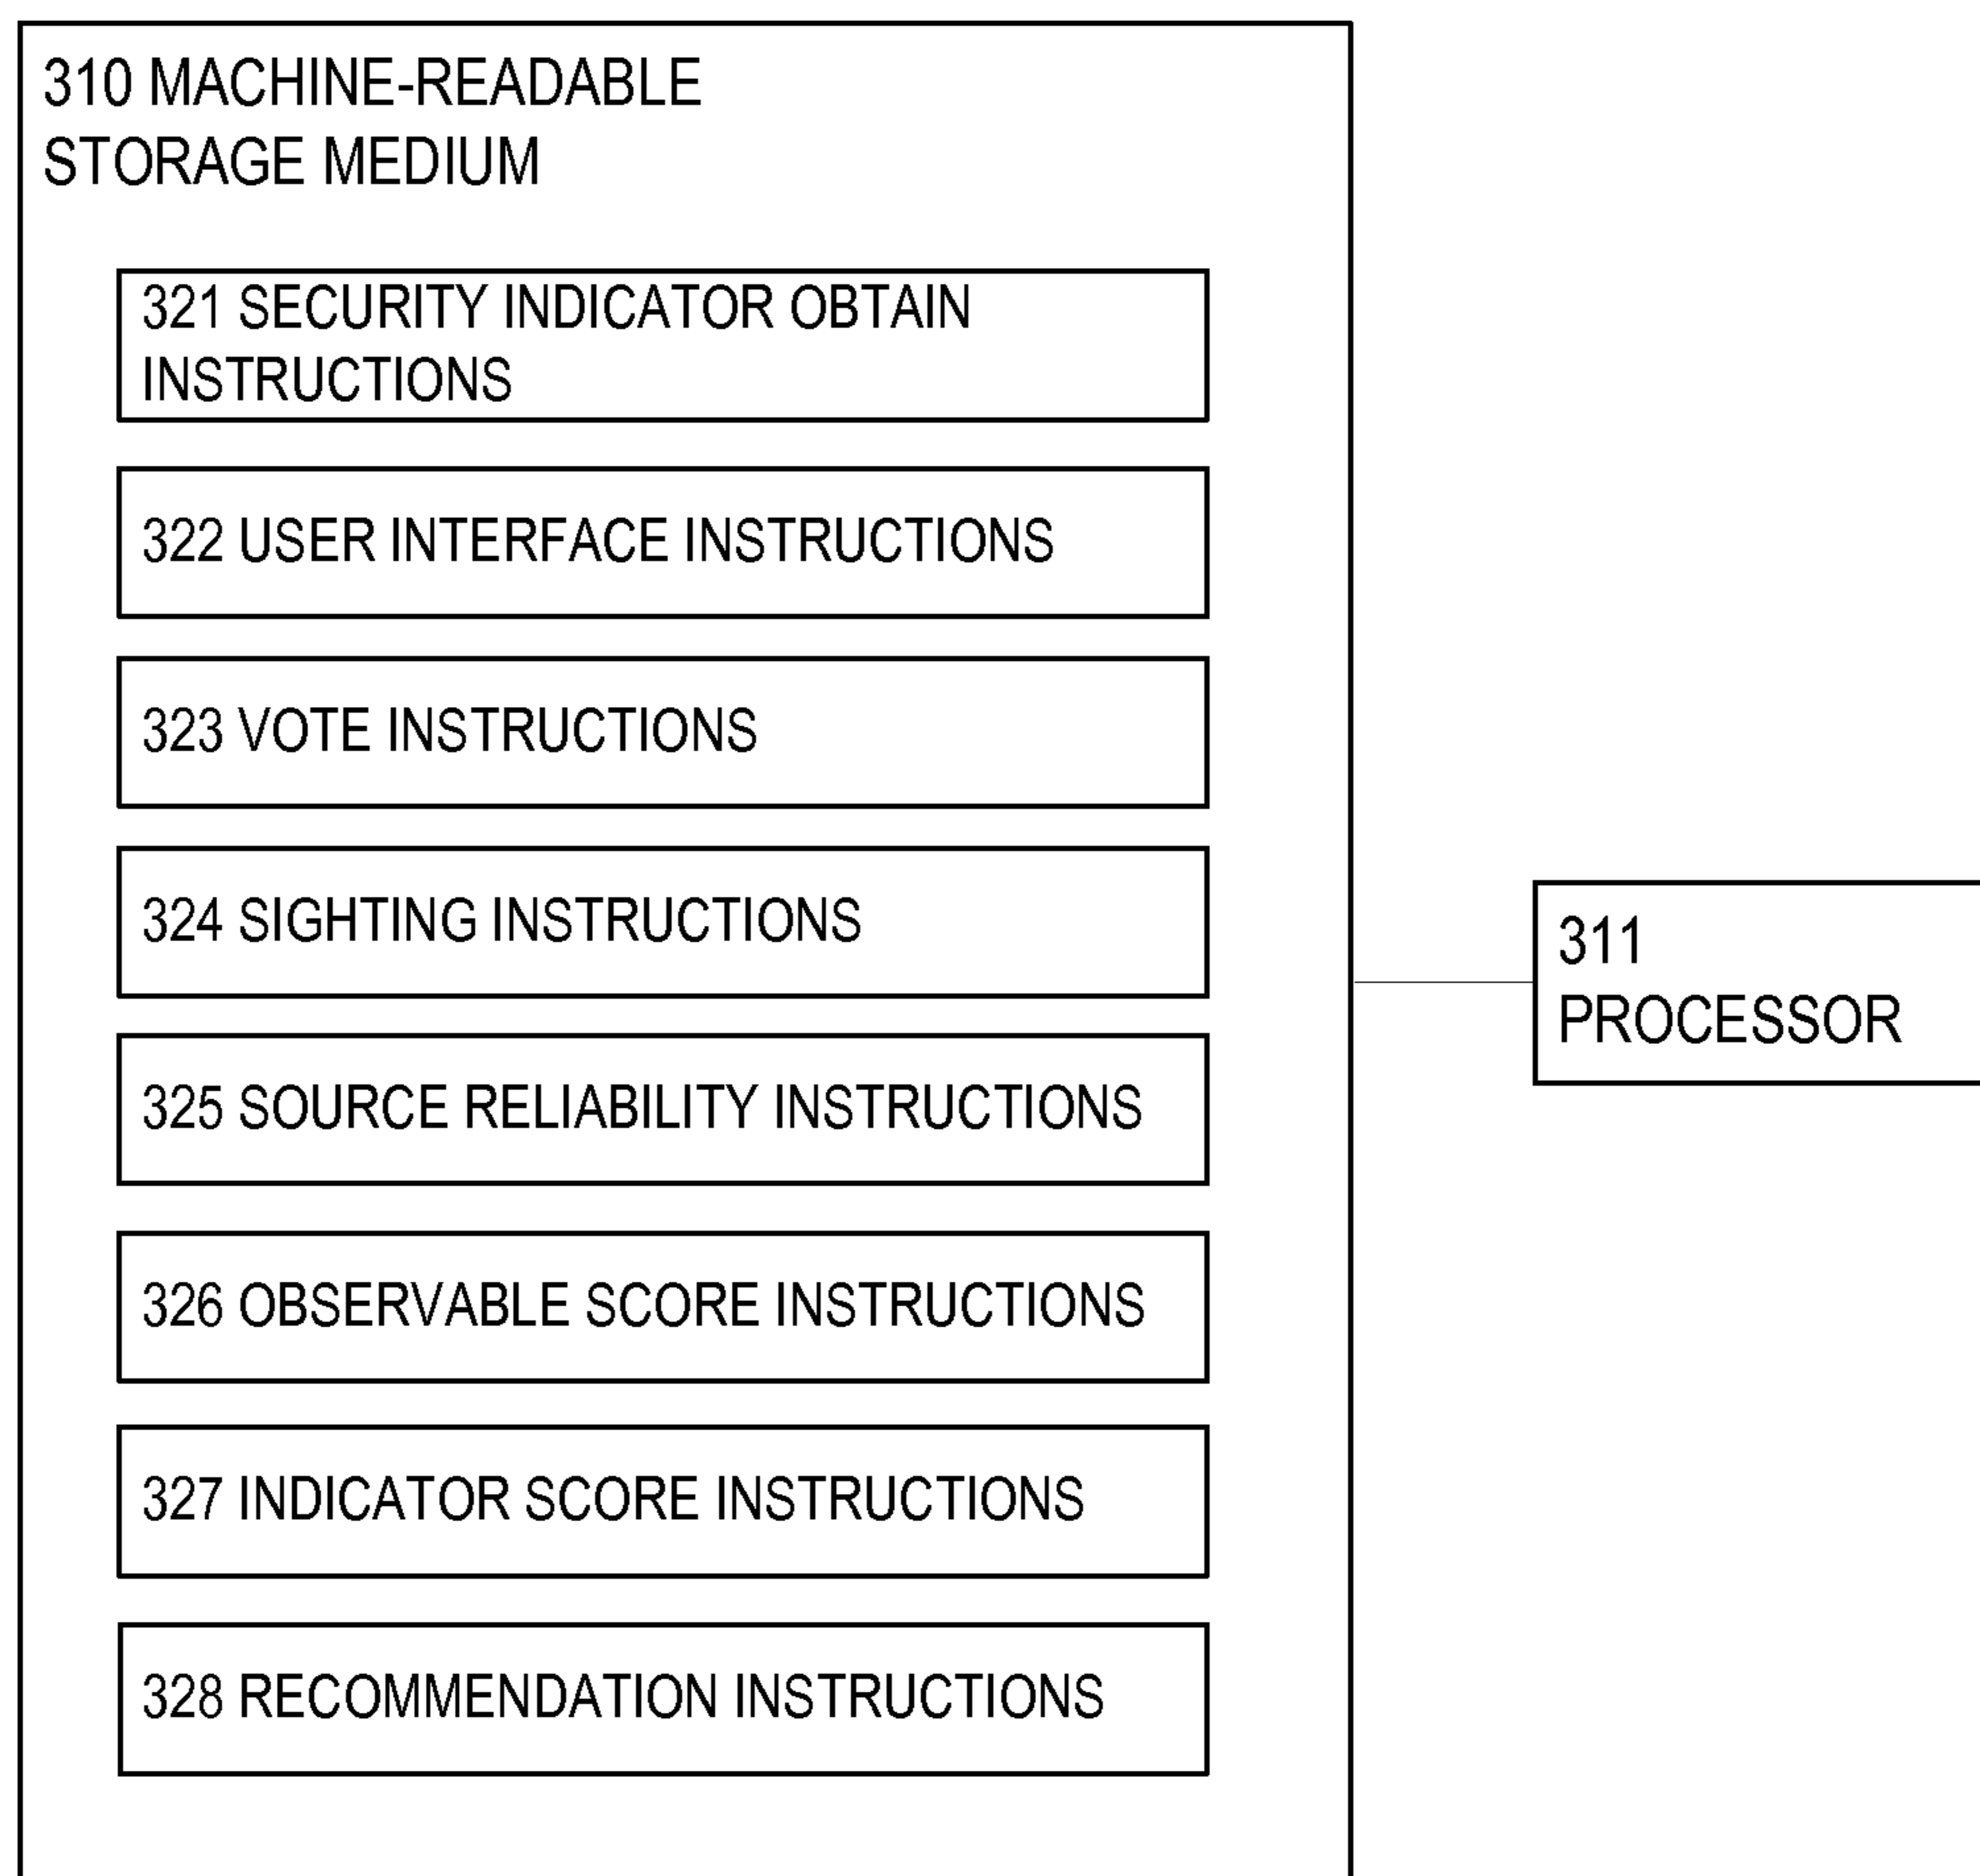 310 MACHINE-READABLE
STORAGE MEDIUM
321 SECURITY INDICATOR OBTAIN
INSTRUCTIONS
322 USER INTERFACE INSTRUCTIONS
323 VOTE INSTRUCTIONS
324 SIGHTING INSTRUCTIONS
325 SOURCE RELIABILITY INSTRUCTIONS
326 OBSERVABLE SCORE INSTRUCTIONS
327 INDICATOR SCORE INSTRUCTIONS
328 RECOMMENDATION INSTRUCTIONS
311
PROCESSOR